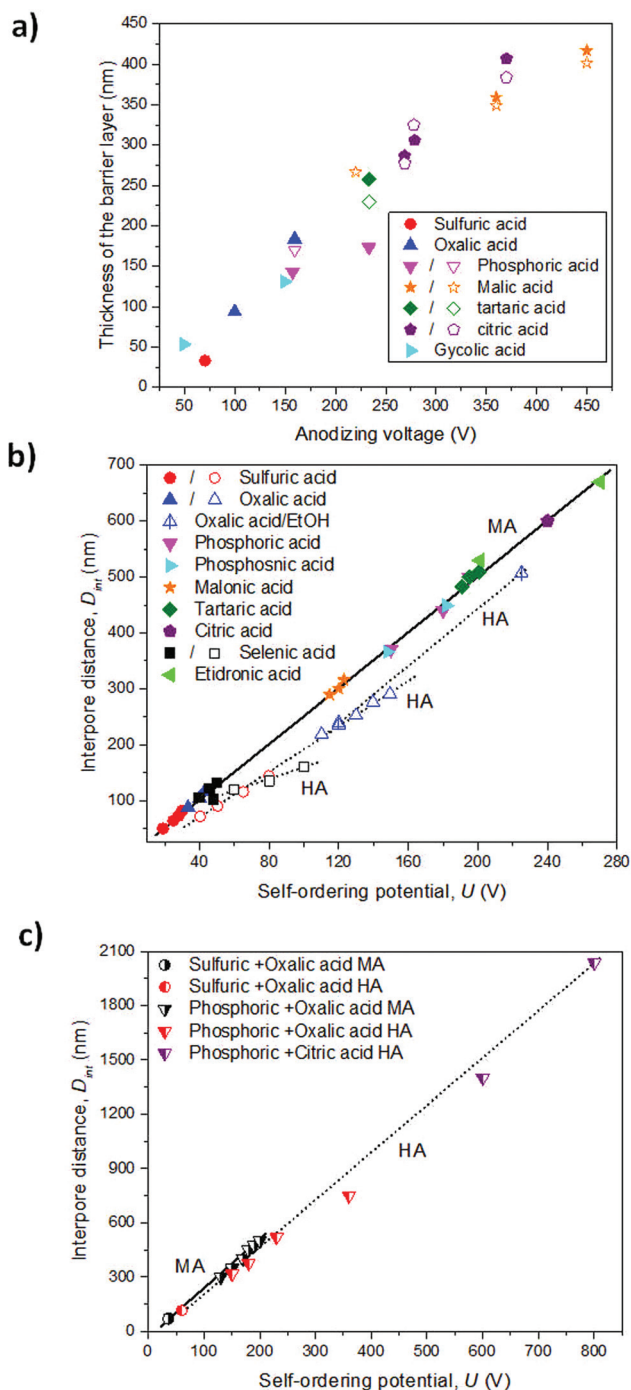 a)
450
400
350
300
250
200
150
100
50
0
Thickness of the barrier layer (nm)
Sulfuric acid
Oxalic acid
/ Phosphoric acid
/ Malic acid
/ tartaric acid
/ citric acid
Gycolic acid
50 100 150 200 250 300 350 400 450
Anodizing voltage (V)
b)
700
600
500
400
300
200
100
Interpore distance, Dint (nm)
/ Sulfuric acid
/ Oxalic acid
Oxalic acid/EtOH
Phosphoric acid
Phosphosnic acid
Malonic acid
Tartaric acid
Citric acid
/ Selenic acid
Etidronic acid
MA
HA
HA
HA
40 80 120 160 200 240 280
Self-ordering potential, U (V)
c)
2100
1800
1500
1200
900
600
300
0
Interpore distance, Dint (nm)
Sulfuric +Oxalic acid MA
Sulfuric +Oxalic acid HA
Phosphoric +Oxalic acid MA
Phosphoric +Oxalic acid HA
Phosphoric +Citric acid HA
HA
MA
0 100 200 300 400 500 600 700 800
Self-ordering potential, U (V)